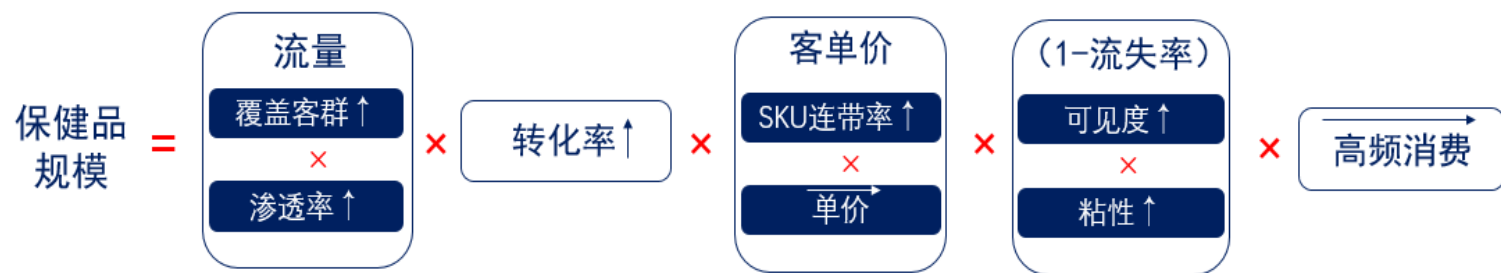 保健品
规模
=
流量
覆盖客群↑
×
渗透率↑
×
转化率↑
×
客单价
SKU连带率↑
×
单价
×
(1-流失率)
可见度↑
×
粘性↑
×
高频消费